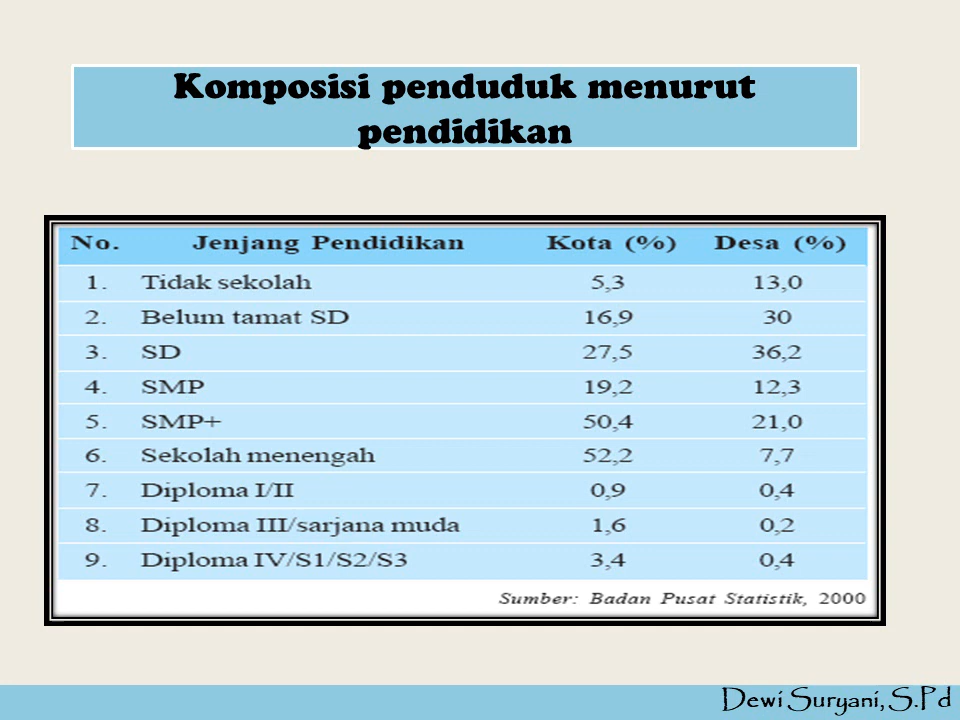 Komposisi penduduk menurut
pendidikan
No. Jenjang Pendidikan Kota (%) Desa (%)
1. Tidak sekolah 5,3 13,0
2. Belum tamat SD 16,9 30
3. SD 27,5 36,2
4. SMP 19,2 12,3
5. SMP+ 50,4 21,0
6. Sekolah menengah 52,2 7,7
7. Diploma I/II 0,9 0,4
8. Diploma III/sarjana muda 1,6 0,2
9. Diploma IV/S1/S2/S3 3,4 0,4
Sumber: Badan Pusat Statistik, 2000
Dewi Suryani, S.Pd